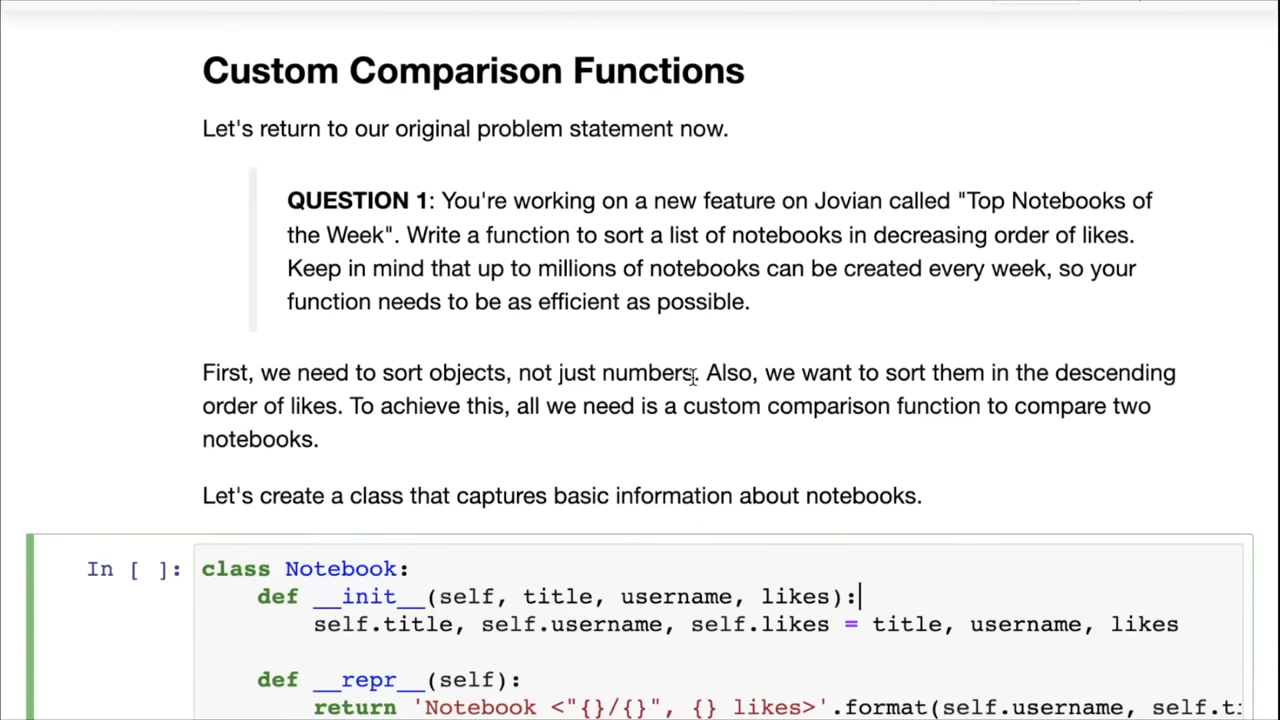 Custom Comparison Functions
Let's return to our original problem statement now.
QUESTION 1: You're working on a new feature on Jovian called "Top Notebooks of
the Week". Write a function to sort a list of notebooks in decreasing order of likes.
Keep in mind that up to millions of notebooks can be created every week, so your
function needs to be as efficient as possible.
First, we need to sort objects, not just numbers. Also, we want to sort them in the descending
order of likes. To achieve this, all we need is a custom comparison function to compare two
notebooks.
Let's create a class that captures basic information about notebooks.
In [ ]: class Notebook:
    def __init__(self, title, username, likes):
        self.title, self.username, self.likes = title, username, likes
    def __repr__(self):
        return 'Notebook <"{}/{}", {} likes>'.format(self.username, self.t